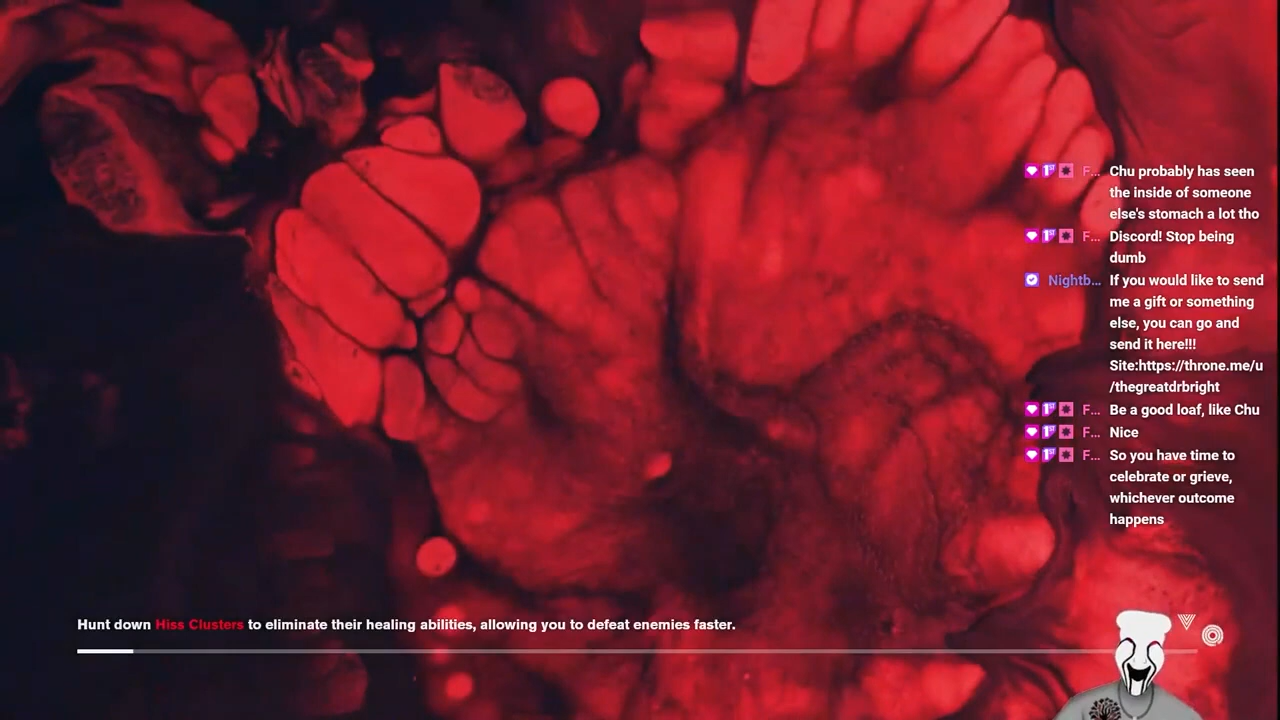 F... Chu probably has seen
the inside of someone
else's stomach a lot tho
F... Discord! Stop being
dumb
Nightb... If you would like to send
me a gift or something
else, you can go and
send it here!!!
Site:https://throne.me/u
/thegreatdrbright
F... Be a good loaf, like Chu
F... Nice
F... So you have time to
celebrate or grieve,
whichever outcome
happens
Hunt down Hiss Clusters to eliminate their healing abilities, allowing you to defeat enemies faster.